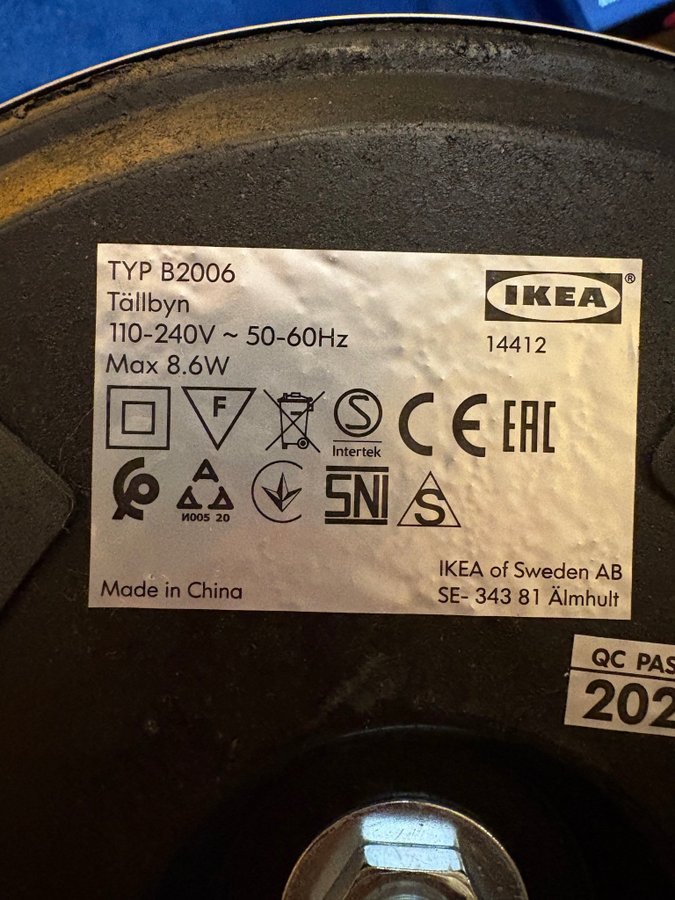 TYP B2006
Tällbyn
110-240V ~ 50-60Hz
Max 8.6W
IKEA®
14412
F
S
Intertek
CE EAC
A
И005 20
SNI
S
Made in China
IKEA of Sweden AB
SE- 343 81 Älmhult
QC PAS
202